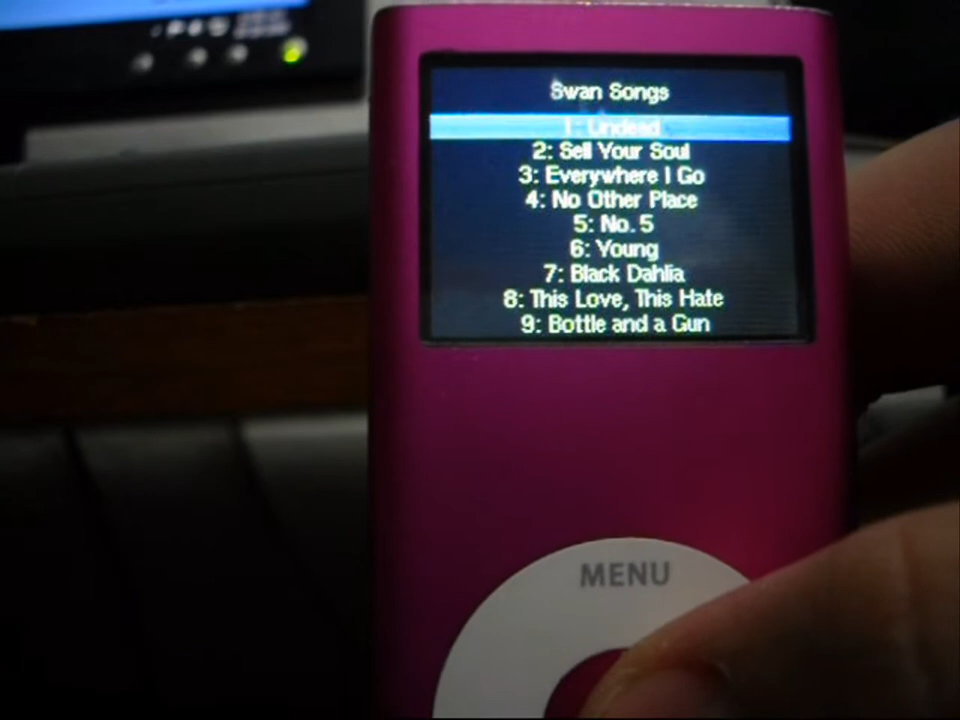 Swan Songs
1: Undead
2: Sell Your Soul
3: Everywhere I Go
4: No Other Place
5: No. 5
6: Young
7: Black Dahlia
8: This Love, This Hate
9: Bottle and a Gun
MENU